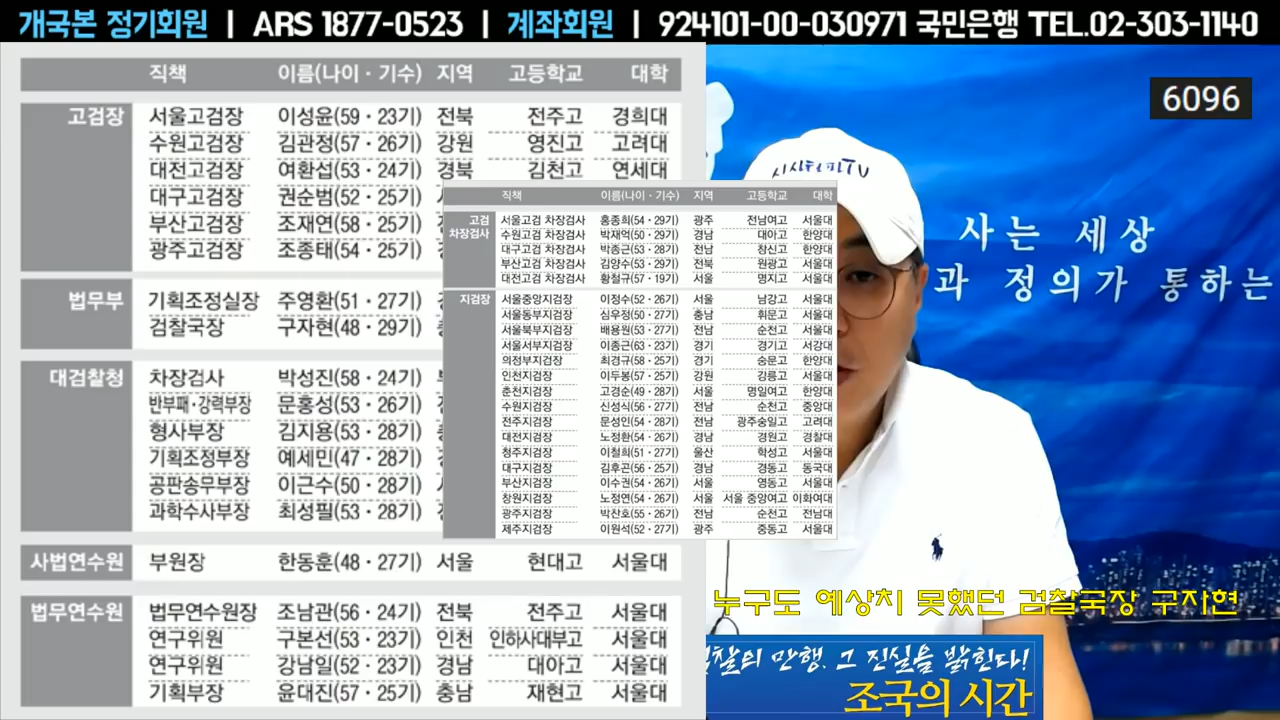 개국본 정기회원 | ARS 1877-0523 | 계좌회원 | 924101-00-030971 국민은행 TEL.02-303-1140
직책 이름(나이·기수) 지역 고등학교 대학
고검장 서울고검장 이성윤(59·23기) 전북 전주고 경희대
수원고검장 김관정(57·26기) 강원 영진고 고려대
대전고검장 여환섭(53·24기) 경북 김천고 연세대
대구고검장 권순범(52·25기)
부산고검장 조재연(58·25기)
광주고검장 조종태(54·25기)
법무부 기획조정실장 주영환(51·27기)
검찰국장 구자현(48·29기)
대검찰청 차장검사 박성진(58·24기)
반부패·강력부장 문홍성(53·26기)
형사부장 김지용(53·28기)
기획조정부장 예세민(47·28기)
공판송무부장 이근수(50·28기)
과학수사부장 최성필(53·28기)
사법연수원 부원장 한동훈(48·27기) 서울 현대고 서울대
법무연수원 법무연수원장 조남관(56·24기) 전북 전주고 서울대
연구위원 구본선(53·23기) 인천 인하사대부고 서울대
연구위원 강남일(52·23기) 경남 대아고 서울대
기획부장 윤대진(57·25기) 충남 재현고 서울대
직책 이름(나이·기수) 지역 고등학교 대학
고검 차장검사 서울고검 차장검사 홍종희(54·29기) 광주 전남여고 서울대
수원고검 차장검사 박재억(50·29기) 경남 대아고 한양대
대구고검 차장검사 박종근(53·28기) 전남 창신고 서울대
부산고검 차장검사 김양수(53·29기) 전북 원광고 서울대
대전고검 차장검사 황철규(57·19기) 서울 명지고 서울대
지검장 서울중앙지검장 이정수(52·26기) 서울 남강고 서울대
서울동부지검장 심우정(50·27기) 충남 휘문고 서울대
서울북부지검장 배용원(53·27기) 전남 순천고 서울대
서울서부지검장 이종근(63·23기) 경기 경기고 서강대
의정부지검장 최경규(58·25기) 경기 숭문고 한양대
인천지검장 이두봉(57·25기) 강원 강릉고 서울대
춘천지검장 고경순(49·28기) 서울 명일여고 한양대
수원지검장 신성식(56·27기) 전남 순천고 중앙대
전주지검장 문성인(54·28기) 전남 광주숭일고 고려대
대전지검장 노정환(54·26기) 경남 경원고 경찰대
청주지검장 이철희(51·27기) 울산 학성고 서울대
대구지검장 김후곤(56·25기) 경남 경동고 동국대
부산지검장 이수권(54·26기) 서울 영동고 서울대
창원지검장 노정연(54·26기) 서울 서울 중앙여고 이화여대
광주지검장 박찬호(55·26기) 전남 순천고 전남대
제주지검장 이원석(52·27기) 광주 중동고 서울대
6096
시사타파TV
사는 세상
과 정의가 통하는
누구도 예상치 못했던 검찰국장 구자현
검찰의 만행. 그 진실을 밝힌다!
조국의 시간